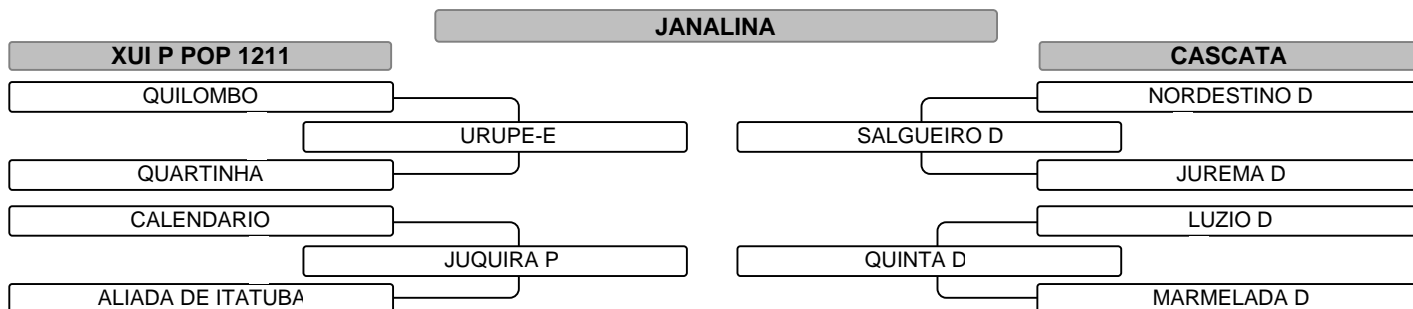 JANALINA
XUI P POP 1211
CASCATA
QUILOMBO
NORDESTINO D
URUPE-E
SALGUEIRO D
QUARTINHA
JUREMA D
CALENDARIO
LUZIO D
JUQUIRA P
QUINTA D
ALIADA DE ITATUBA
MARMELADA D